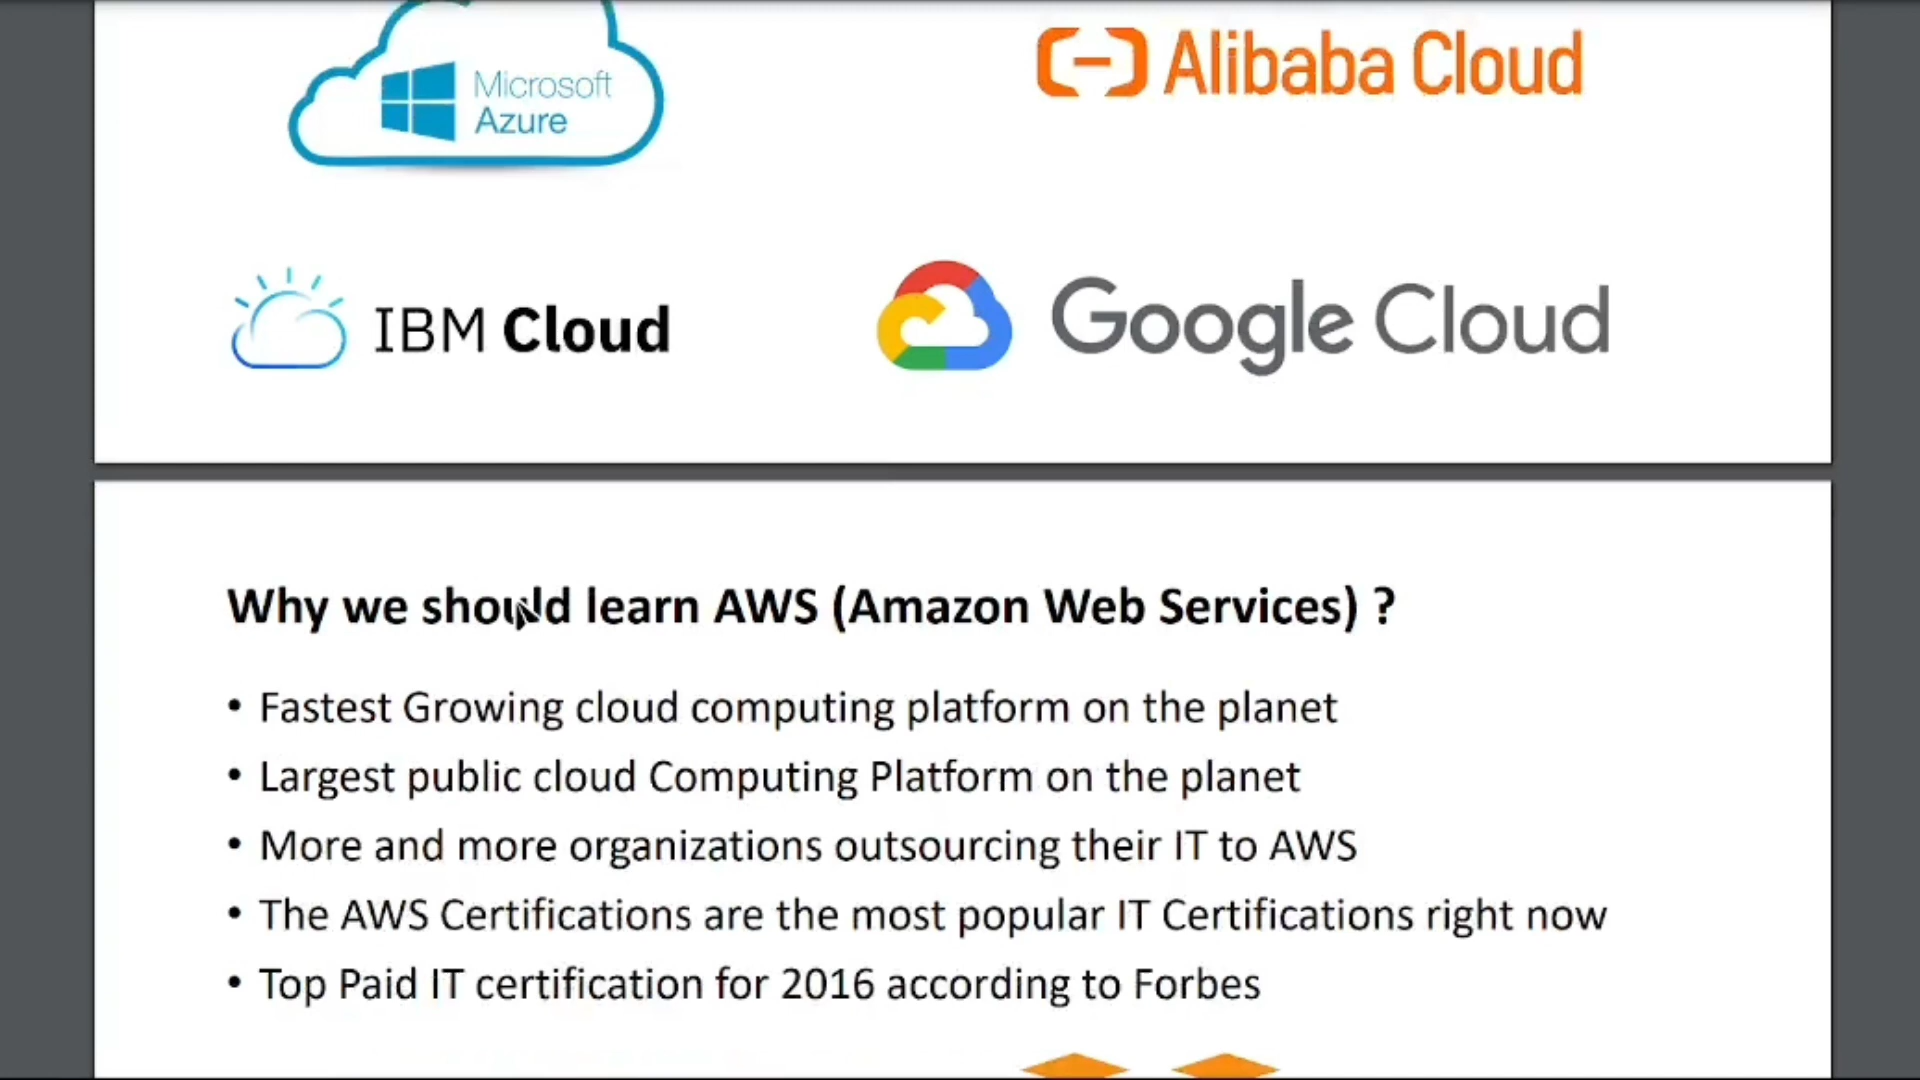 Microsoft
Azure
Alibaba Cloud
IBM Cloud
Google Cloud
Why we should learn AWS (Amazon Web Services) ?
• Fastest Growing cloud computing platform on the planet
• Largest public cloud Computing Platform on the planet
• More and more organizations outsourcing their IT to AWS
• The AWS Certifications are the most popular IT Certifications right now
• Top Paid IT certification for 2016 according to Forbes